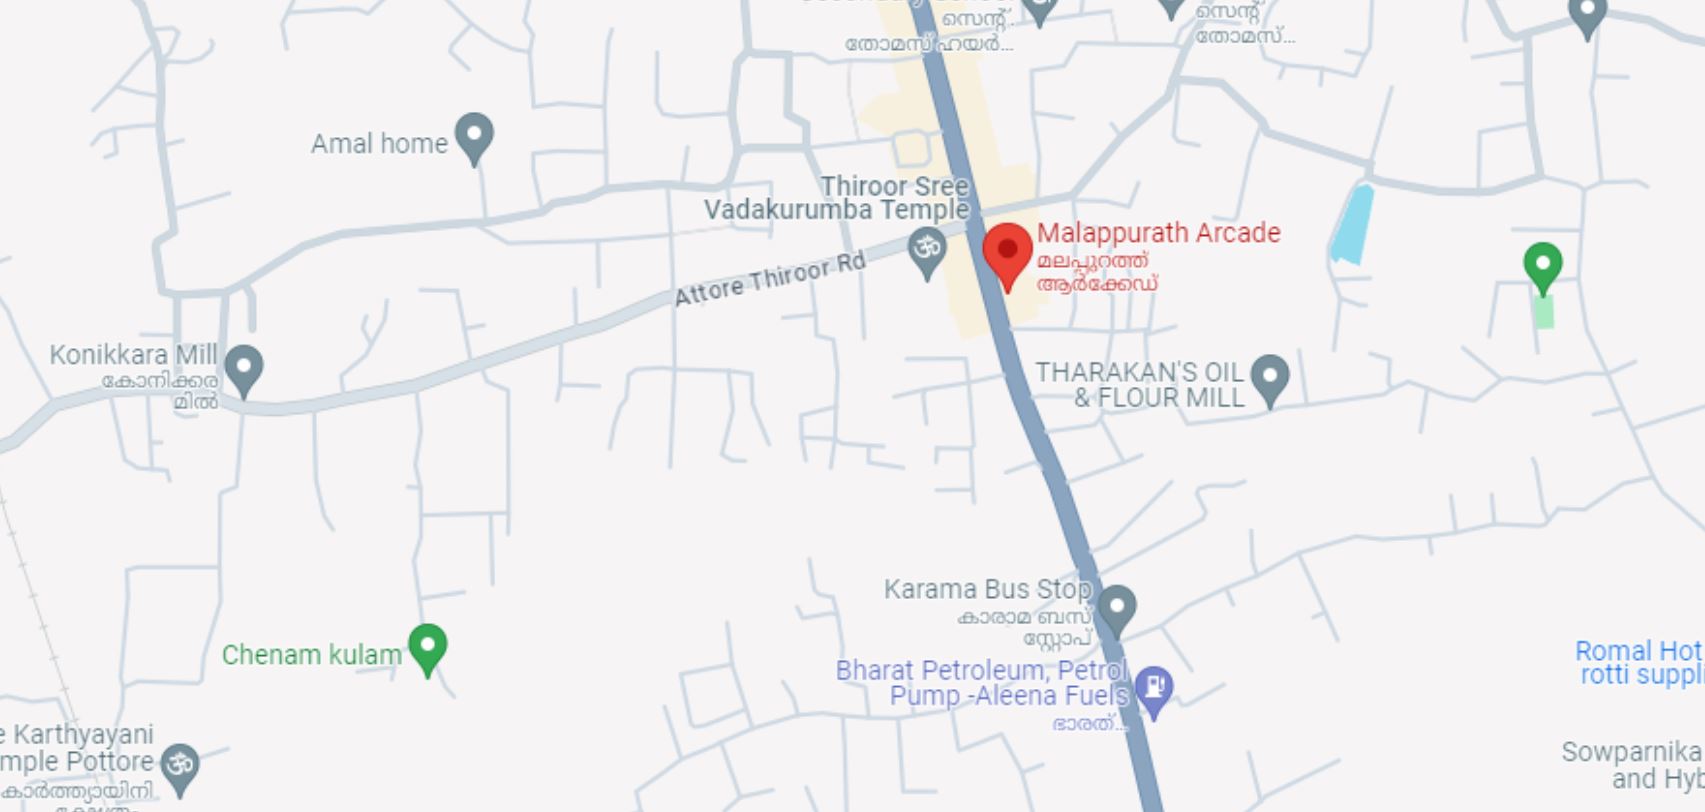 സെന്റ്.
തോമസ് ഹയർ...
സെന്റ്
തോമസ്...
Amal home
Thiroor Sree
Vadakurumba Temple
Malappurath Arcade
മലപ്പുറത്ത്
ആർക്കേഡ്
Attore Thiroor Rd
Konikkara Mill
കോനിക്കര
മിൽ
THARAKAN'S OIL
& FLOUR MILL
Karama Bus Stop
കാരാമ ബസ്
സ്റ്റോപ്
Chenam kulam
Bharat Petroleum, Petrol
Pump -Aleena Fuels
ഭാരത്...
Romal Hot
rotti suppli
e Karthyayani
mple Pottore
കാർത്ത്യായിനി
Sowparnika
and Hyb